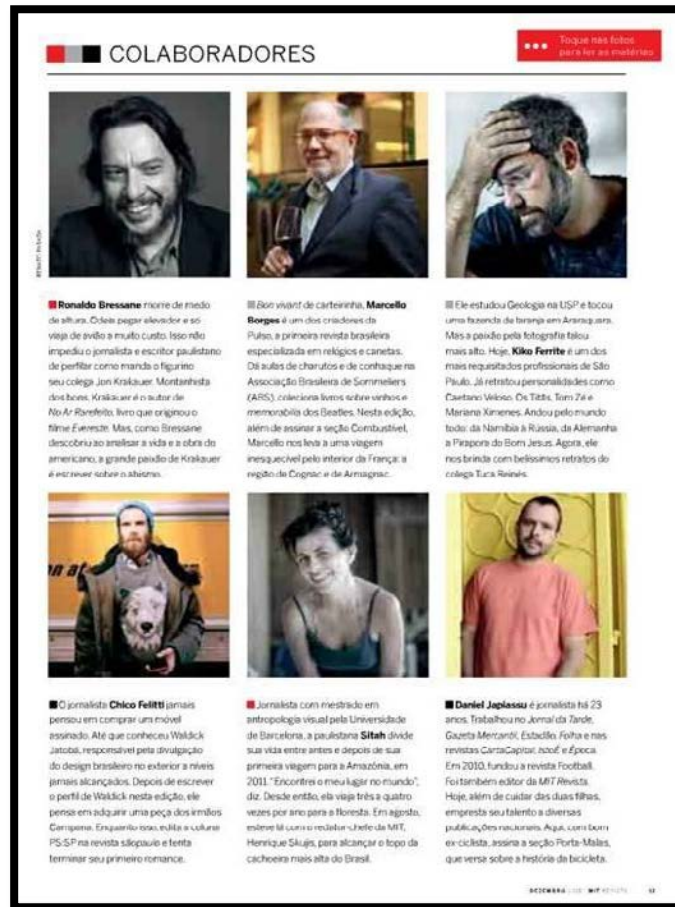 COLABORADORES
Toque nas fotos
para ler as matérias
Ronaldo Bressane morre de medo
de altura. Odeia pegar elevador e só
viaja de avião a muito custo. Isso não
impediu o jornalista e escritor paulistano
de perfilar como manda o figurino
seu colega Jon Krakauer. Montanhista
dos bons, Krakauer é o autor de
No Ar Rarefeito, livro que originou o
filme Evereste. Mas, como Bressane
descobriu ao analisar a vida e a obra do
americano, a grande paixão de Krakauer
é escrever sobre o abismo.
Bon vivant de carteirinha, Marcello
Borges é um dos criadores da
Pulso, a primeira revista brasileira
especializada em relógios e canetas.
Dá aulas de charutos e de conhaque na
Associação Brasileira de Sommeliers
(ABS), coleciona livros sobre vinhos e
memorabilia dos Beatles. Nesta edição,
além de assinar a seção Combustível,
Marcello nos leva a uma viagem
inesquecível pelo interior da França: a
região de Cognac e de Armagnac.
Ele estudou Geologia na USP e tocou
uma fazenda de laranja em Araraquara.
Mas a paixão pela fotografia falou
mais alto. Hoje, Kiko Ferrite é um dos
mais requisitados profissionais de São
Paulo. Já retratou personalidades como
Caetano Veloso, Os Titãs, Tom Zé e
Mariana Ximenes. Andou pelo mundo
todo: da Namíbia à Rússia, da Alemanha
a Pirapora do Bom Jesus. Agora, ele
nos brinda com belíssimos retratos do
colega Tuca Reinés.
O jornalista Chico Felitti jamais
pensou em comprar um móvel
assinado. Até que conheceu Waldick
Jatobá, responsável pela divulgação
do design brasileiro no exterior a níveis
jamais alcançados. Depois de escrever
o perfil de Waldick nesta edição, ele
pensa em adquirir uma peça dos irmãos
Campana. Enquanto isso, edita a coluna
PS:SP na revista sãopaulo e tenta
terminar seu primeiro romance.
Jornalista com mestrado em
antropologia visual pela Universidade
de Barcelona, a paulistana Sitah divide
sua vida entre antes e depois de sua
primeira viagem para a Amazônia, em
2011. "Encontrei o meu lugar no mundo",
diz. Desde então, ela viaja três a quatro
vezes por ano para a floresta. Em agosto,
esteve lá com o redator-chefe da MIT,
Henrique Skujis, para alcançar o topo da
cachoeira mais alta do Brasil.
Daniel Japiassu é jornalista há 23
anos. Trabalhou no Jornal da Tarde,
Gazeta Mercantil, Estadão, Folha e nas
revistas CartaCapital, IstoÉ e Época.
Em 2010, fundou a revista Football.
Foi também editor da MIT Revista.
Hoje, além de cuidar das duas filhas,
empresta seu talento a diversas
publicações nacionais. Aqui, com bom
ex-ciclista, assina a seção Porta-Malas,
que versa sobre a história da bicicleta.
DEZEMBRO MIT REVISTA